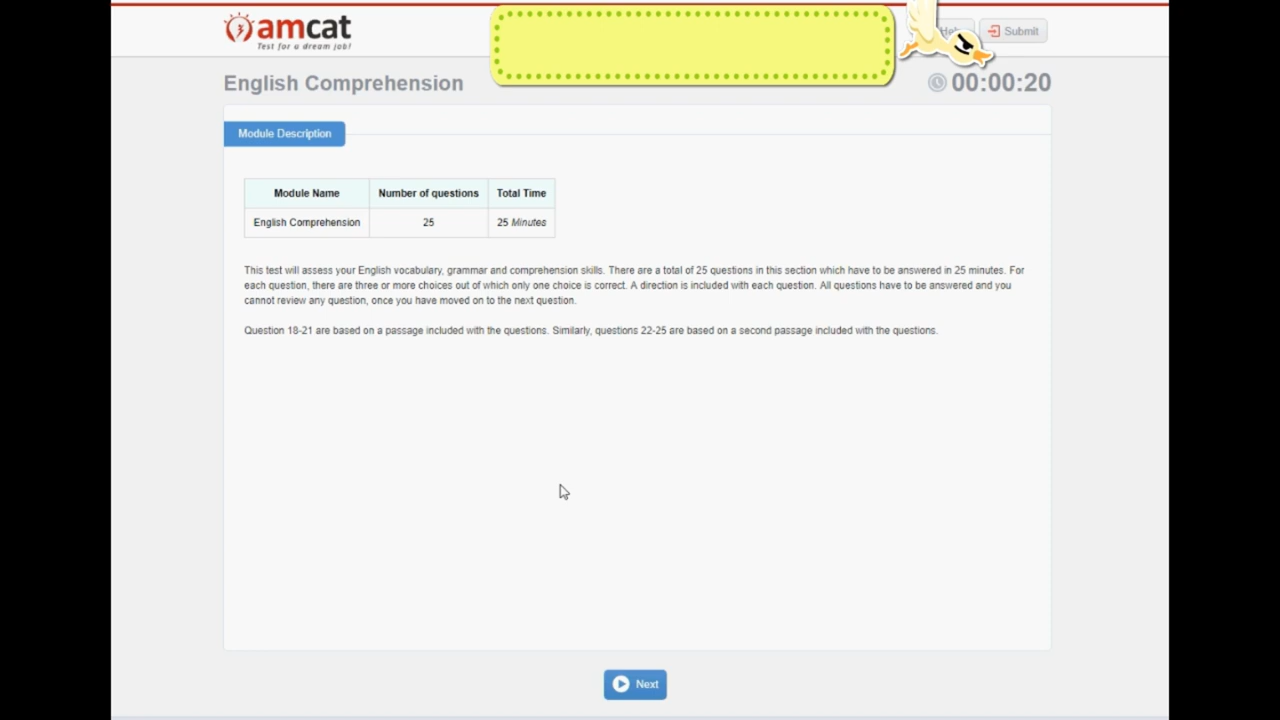 amcat
Test for a dream job!
Submit
English Comprehension
00:00:20
Module Description
Module Name Number of questions Total Time
English Comprehension 25 25 Minutes
This test will assess your English vocabulary, grammar and comprehension skills. There are a total of 25 questions in this section which have to be answered in 25 minutes. For
each question, there are three or more choices out of which only one choice is correct. A direction is included with each question. All questions have to be answered and you
cannot review any question, once you have moved on to the next question.
Question 18-21 are based on a passage included with the questions. Similarly, questions 22-25 are based on a second passage included with the questions.
Next